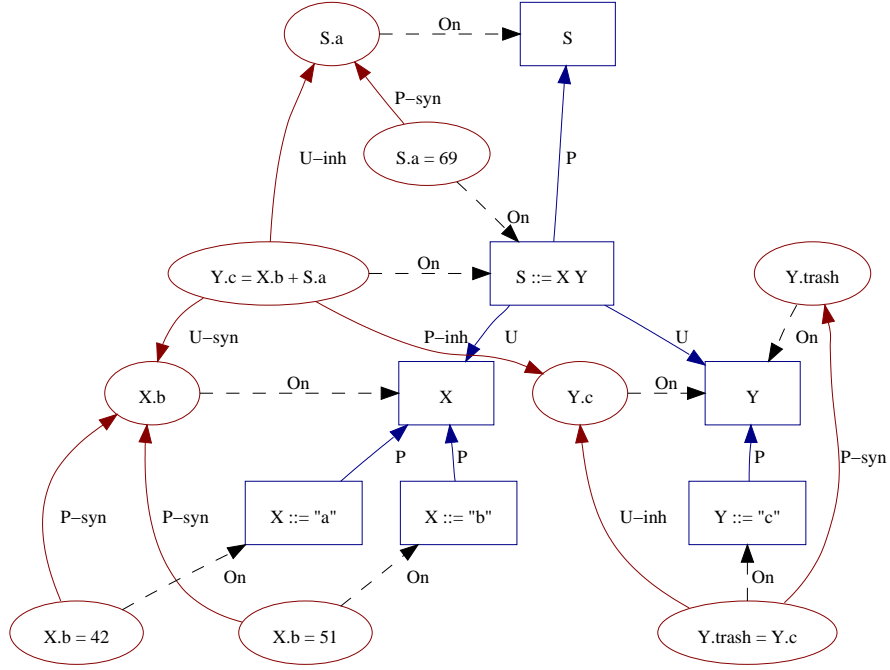 S.a
On
S
P−syn
U−inh
S.a = 69
P
On
Y.c = X.b + S.a
On
S ::= X Y
Y.trash
U−syn
P−inh
U
U
On
X.b
On
X
Y.c
On
Y
P
P
P
P−syn
X ::= "a"
X ::= "b"
Y ::= "c"
P−syn
P−syn
U−inh
On
On
On
X.b = 42
X.b = 51
Y.trash = Y.c